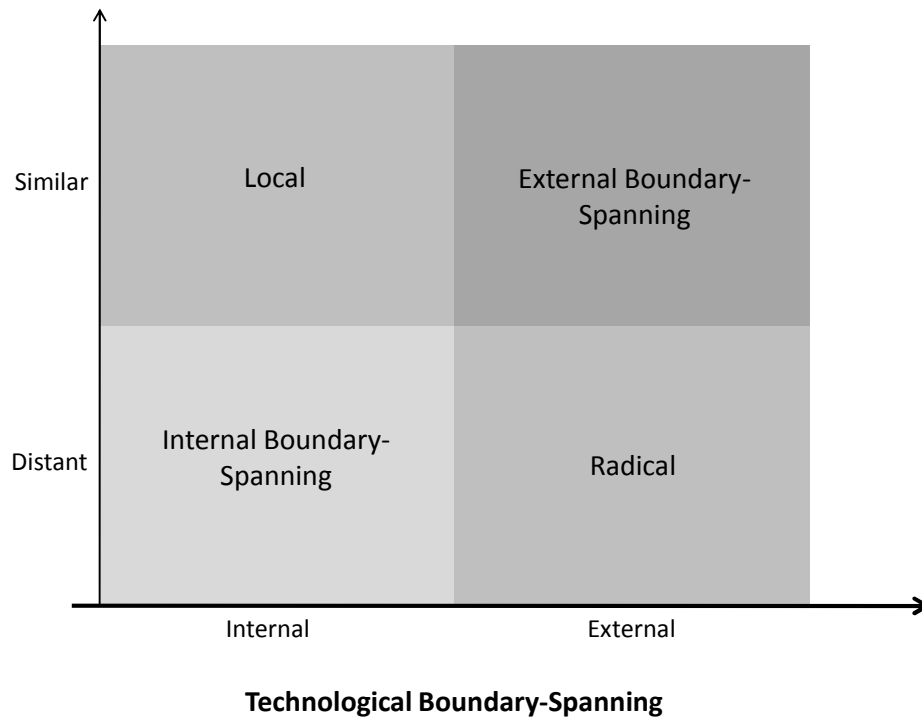 Similar
Local
External Boundary-
Spanning
Distant
Internal Boundary-
Spanning
Radical
Internal
External
Technological Boundary-Spanning